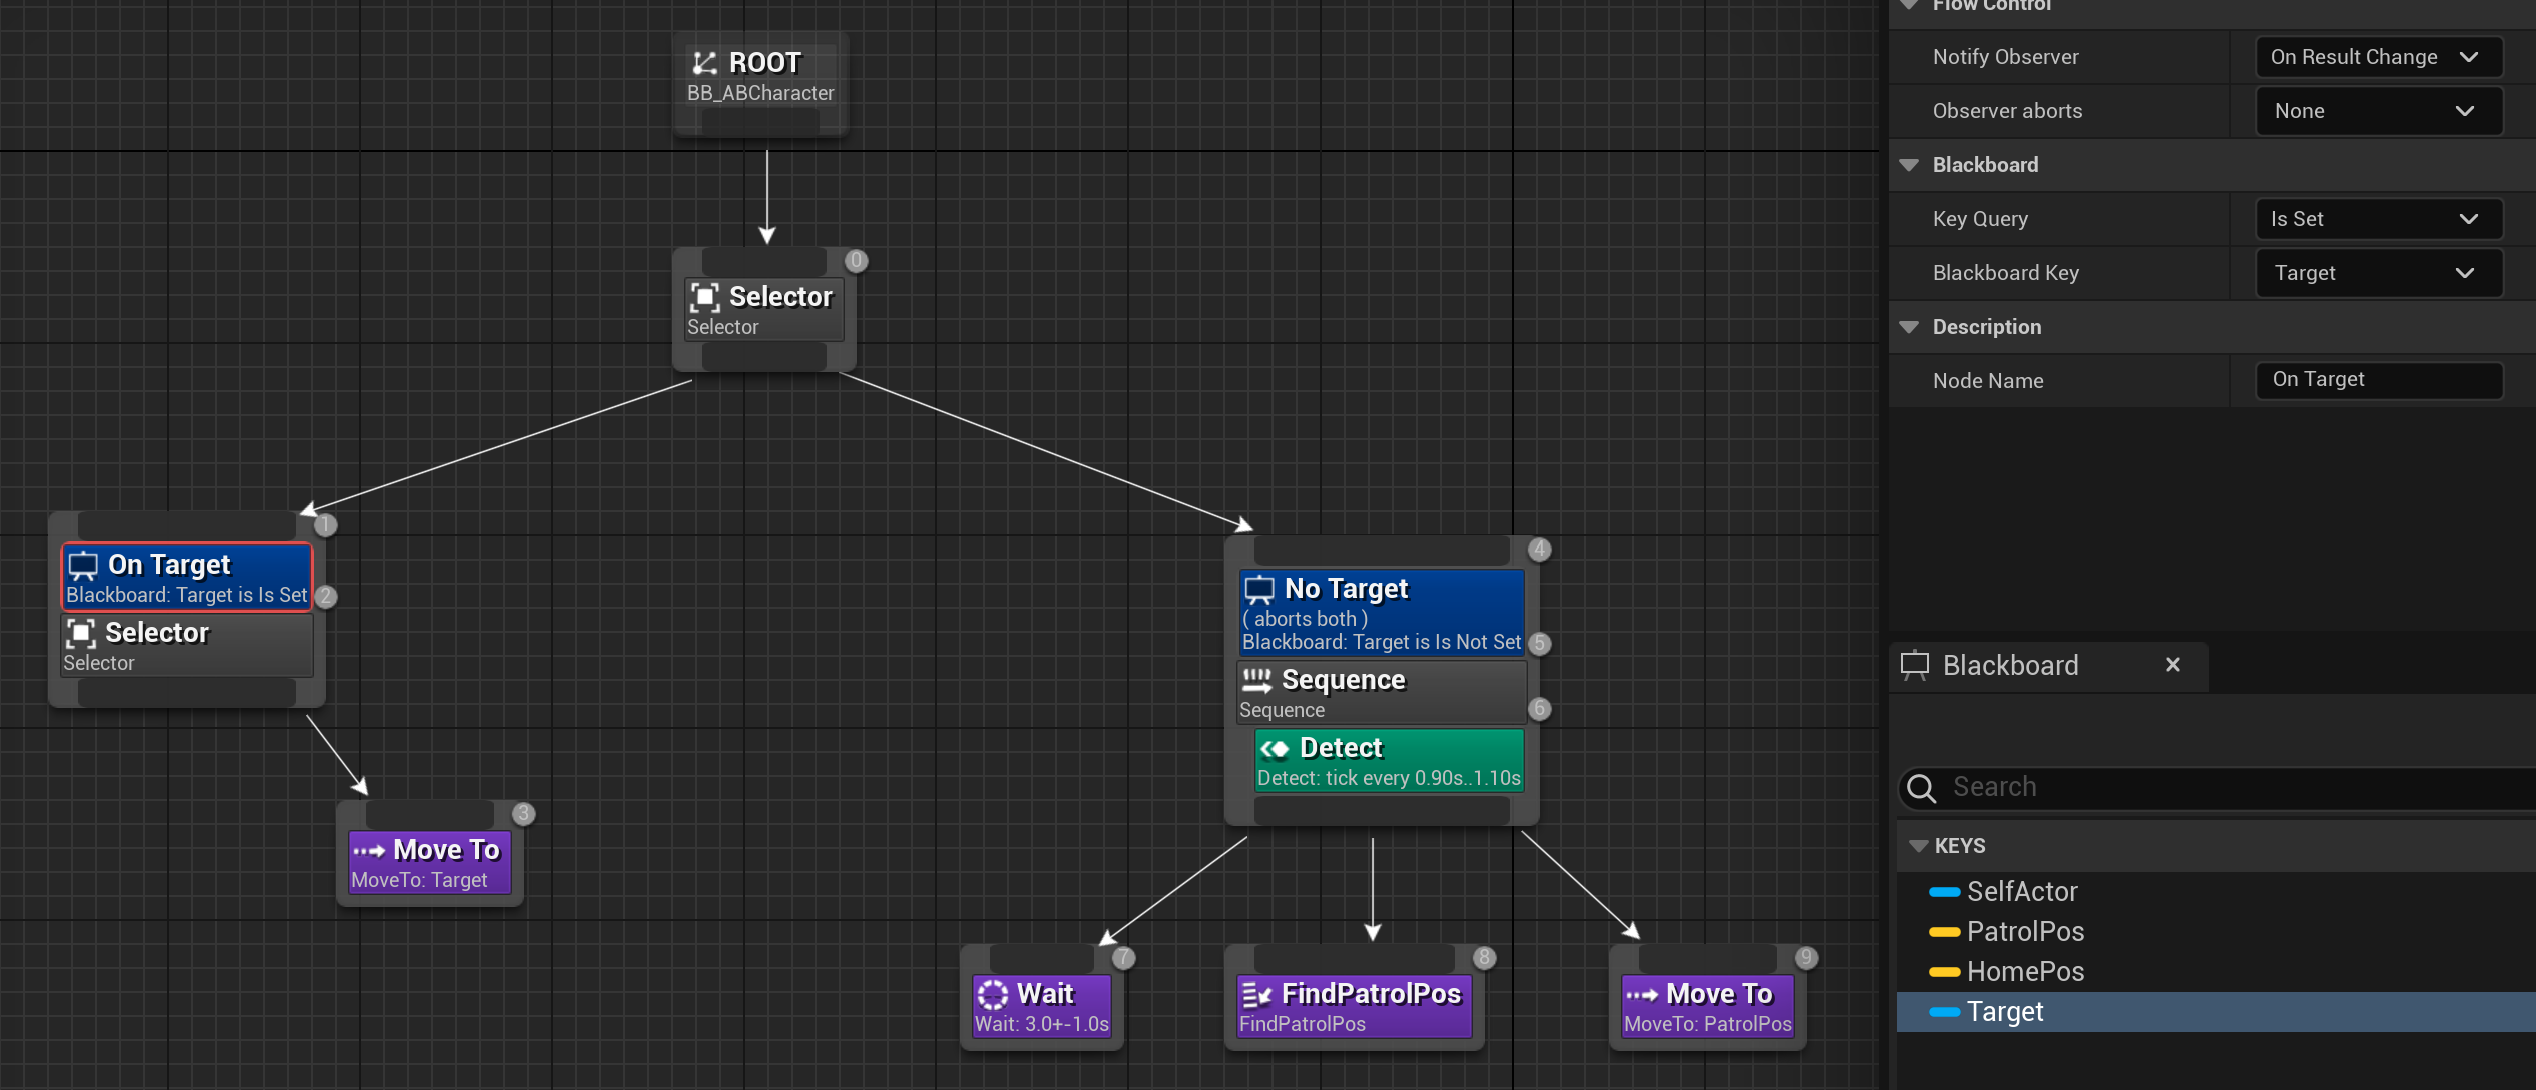 ROOT
BB_ABCharacter
0
Selector
Selector
1
On Target
Blackboard: Target is Is Set
2
Selector
Selector
3
Move To
MoveTo: Target
4
No Target
( aborts both )
Blackboard: Target is Is Not Set
5
Sequence
Sequence
6
Detect
Detect: tick every 0.90s..1.10s
7
Wait
Wait: 3.0+-1.0s
8
FindPatrolPos
FindPatrolPos
9
Move To
MoveTo: PatrolPos
Flow Control
Notify Observer
On Result Change
Observer aborts
None
Blackboard
Key Query
Is Set
Blackboard Key
Target
Description
Node Name
On Target
Blackboard
Search
KEYS
SelfActor
PatrolPos
HomePos
Target